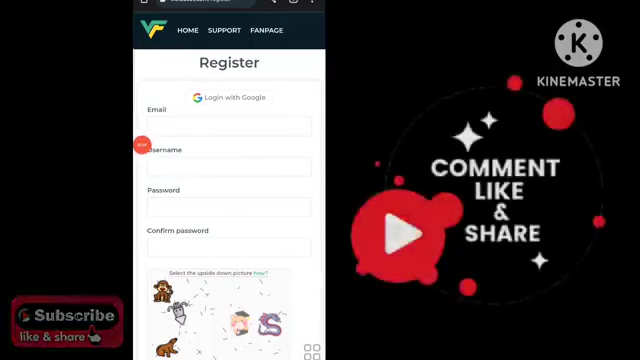 HOME SUPPORT FANPAGE
Register
Login with Google
Email
Username
Password
Confirm password
Select the upside down picture how?
KINEMASTER
COMMENT
LIKE
&
SHARE
Subscribe
like & share